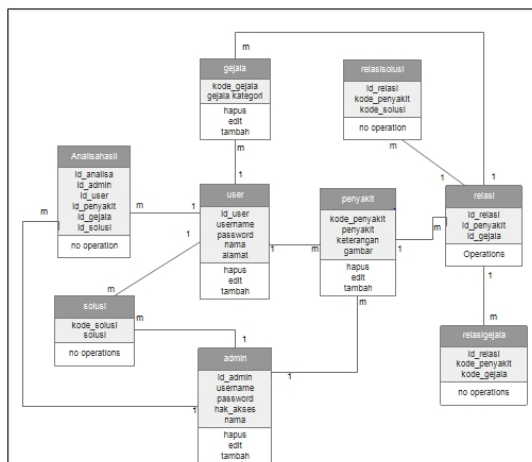 gejala
kode_gejala
gejala kategori
hapus
edit
tambah
relasisolusi
id_relasi
kode_penyakit
kode_solusi
no operation
Analisahasil
id_analisa
id_admin
id_user
id_penyakit
id_gejala
id_solusi
no operation
user
id_user
username
password
nama
alamat
hapus
edit
tambah
penyakit
kode_penyakit
penyakit
keterangan
gambar
hapus
edit
tambah
relasi
id_relasi
id_penyakit
id_gejala
Operations
solusi
kode_solusi
solusi
no operations
admin
id_admin
username
password
hak_akses
nama
hapus
edit
tambah
relasigejala
id_relasi
kode_penyakit
kode_gejala
no operations
m
1
m
1
m
1
m
1
1
m
1
m
1
m
1
m
m
1
m
1
m
1
m
1